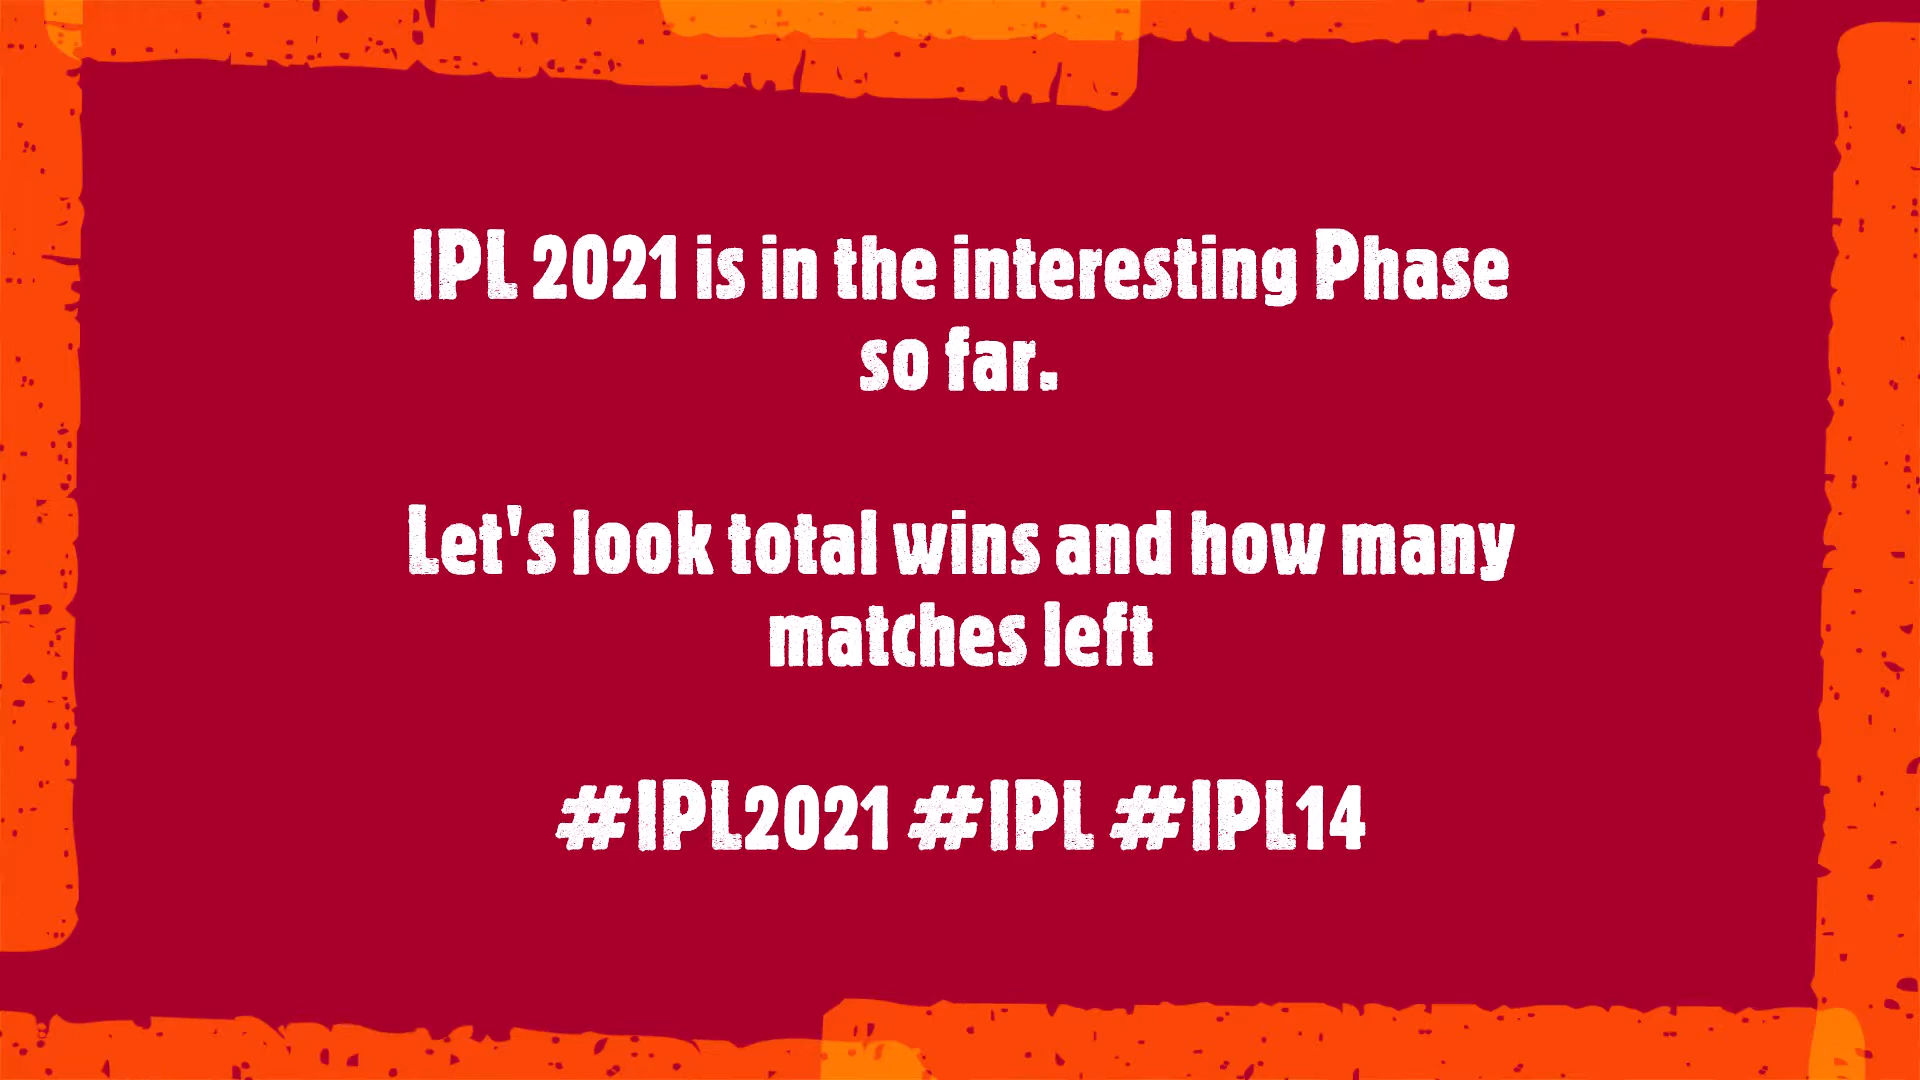 IPL 2021 is in the interesting Phase
so far.
Let's look total wins and how many
matches left
#IPL2021 #IPL #IPL14